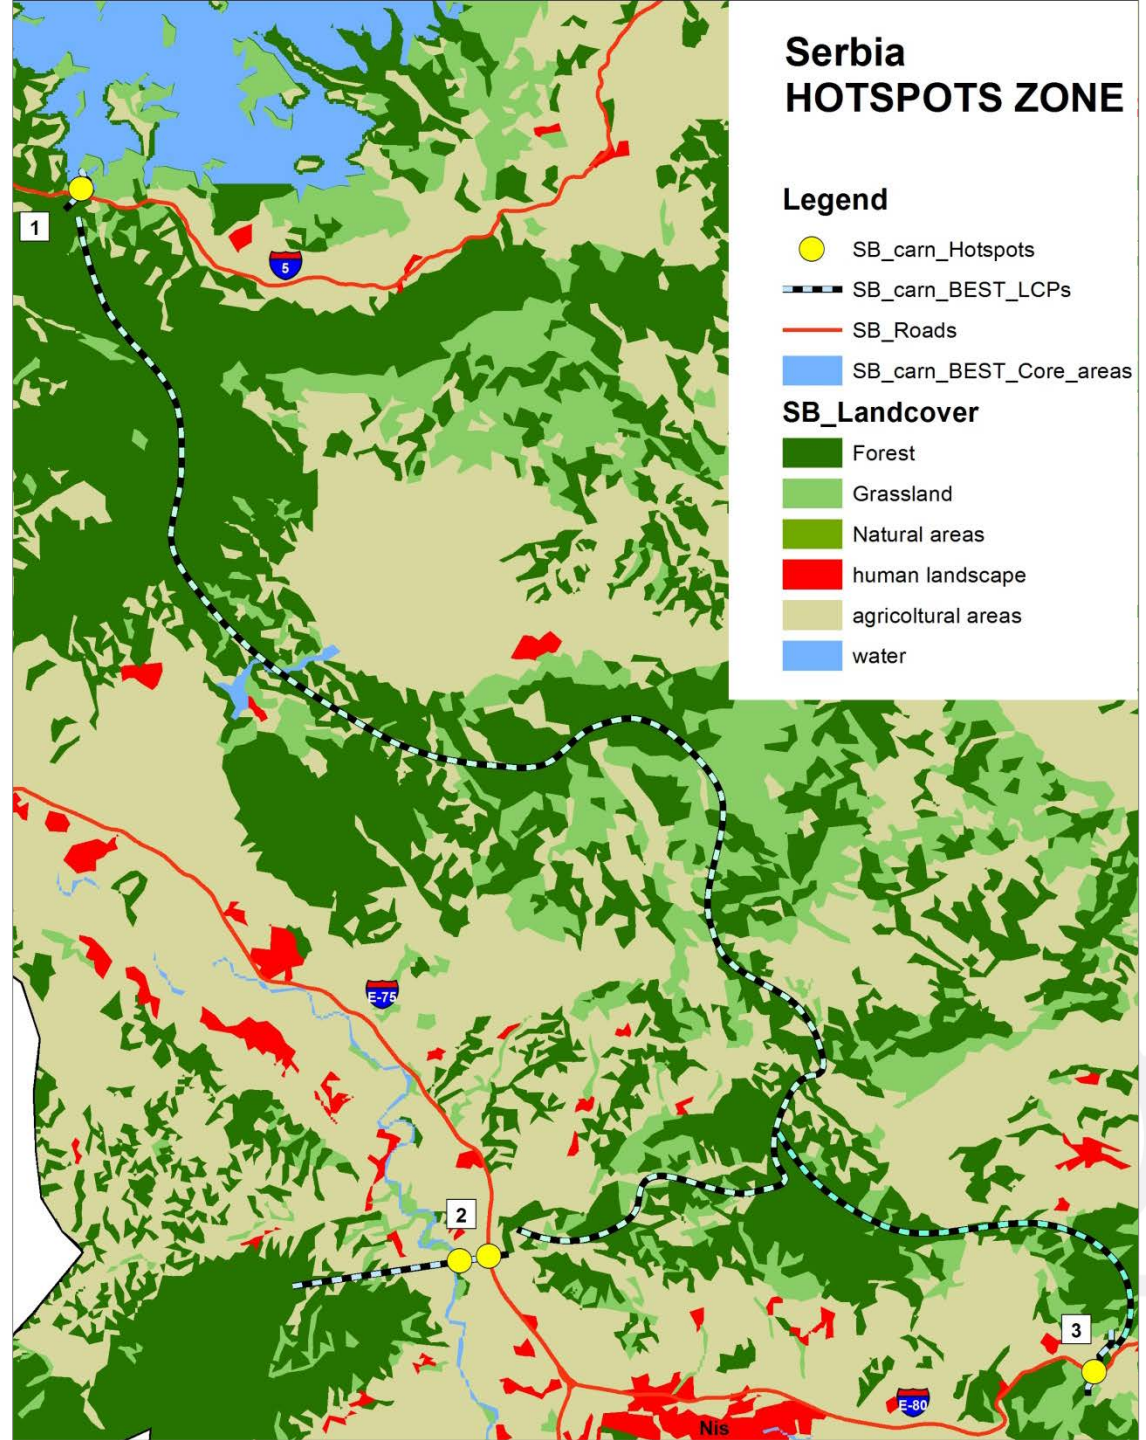 Serbia
HOTSPOTS ZONE
Legend
SB_carn_Hotspots
SB_carn_BEST_LCPs
SB_Roads
SB_carn_BEST_Core_areas
SB_Landcover
Forest
Grassland
Natural areas
human landscape
agricoltural areas
water
1
5
E-75
2
3
E-80
Nis